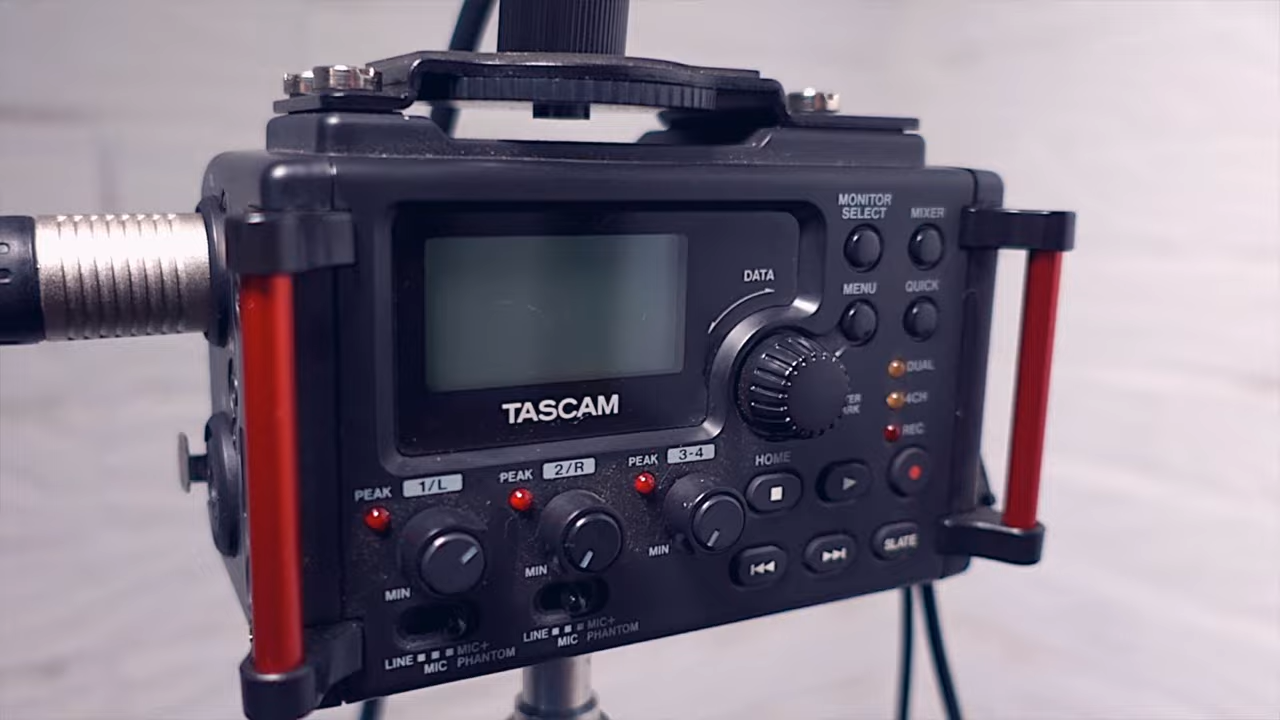 MONITOR
SELECT
MIXER
DATA
MENU
QUICK
DUAL
4CH
REC
TASCAM
HOME
PEAK 1/L
PEAK 2/R
PEAK 3-4
MIN
MIN
MIN
SLATE
LINE MIC MIC+
PHANTOM
LINE MIC MIC+
PHANTOM